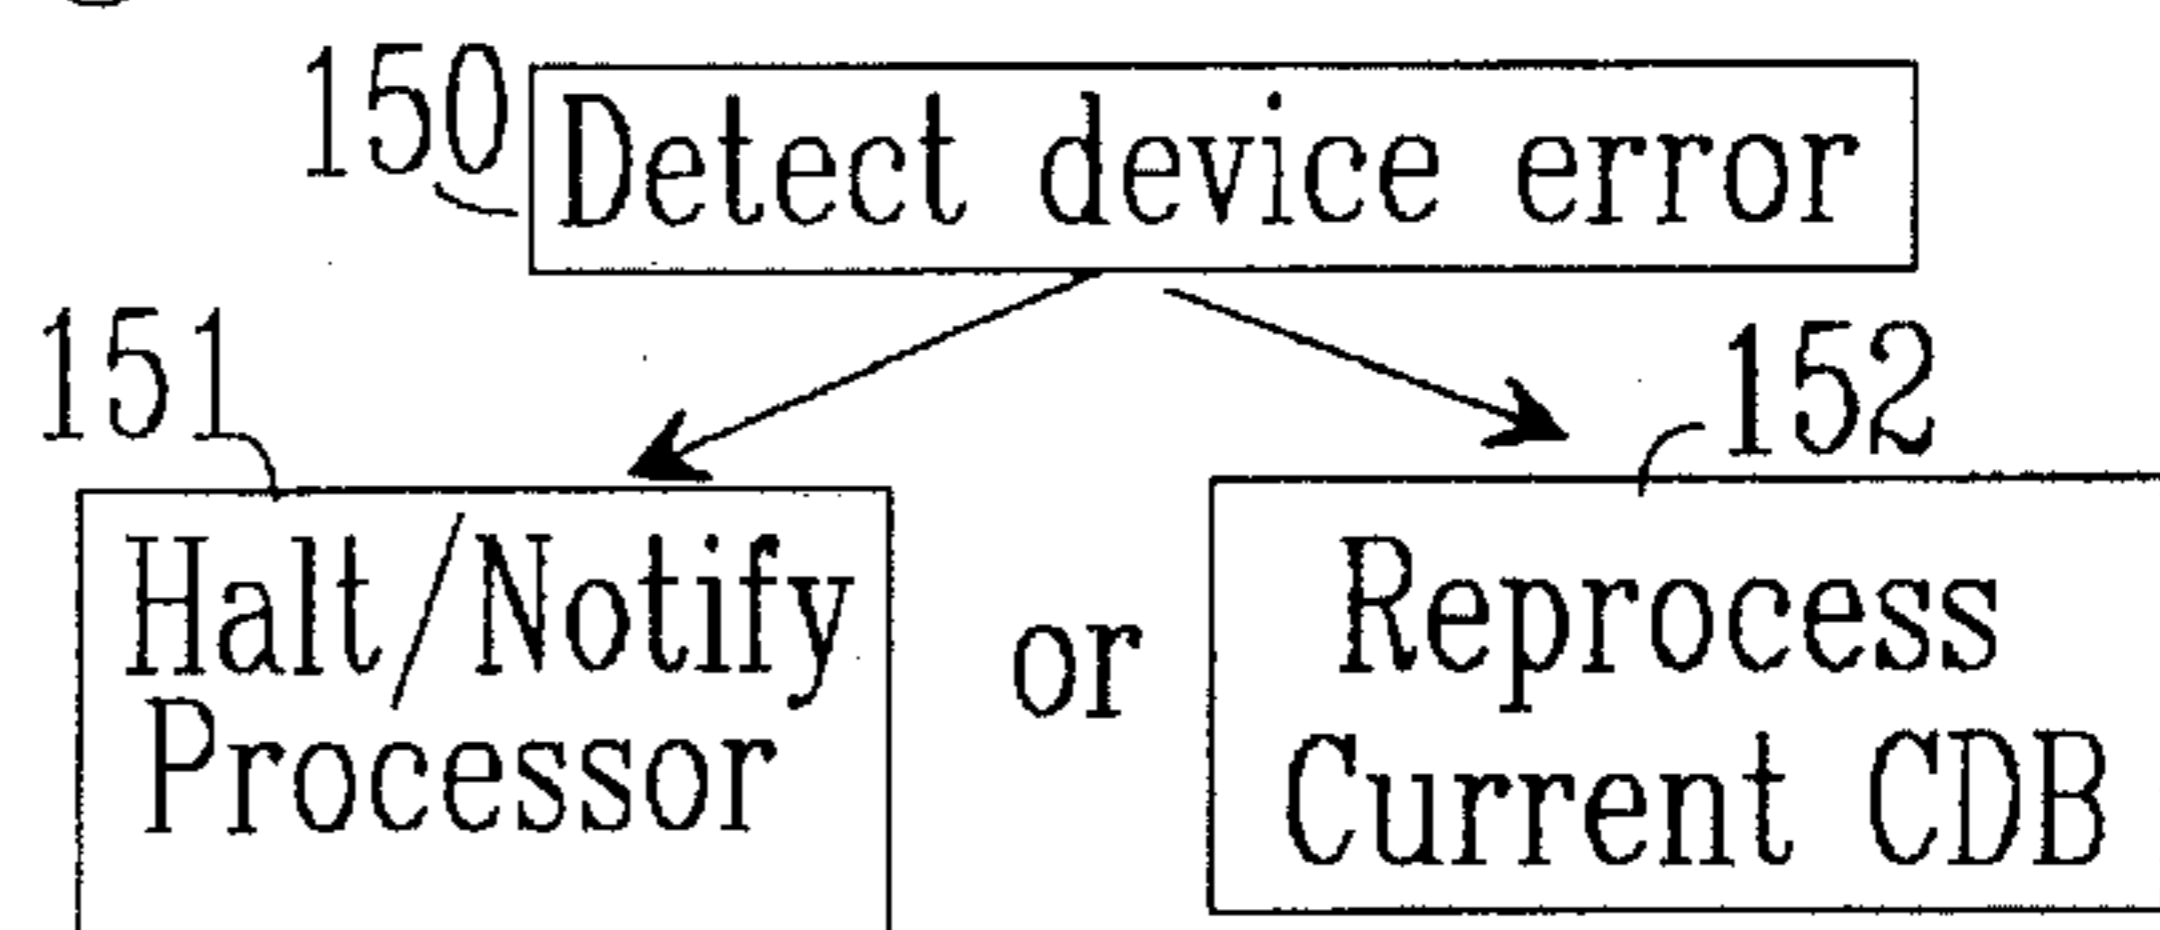 150
Detect device error
151
152
Halt/Notify
Processor
or
Reprocess
Current CDB